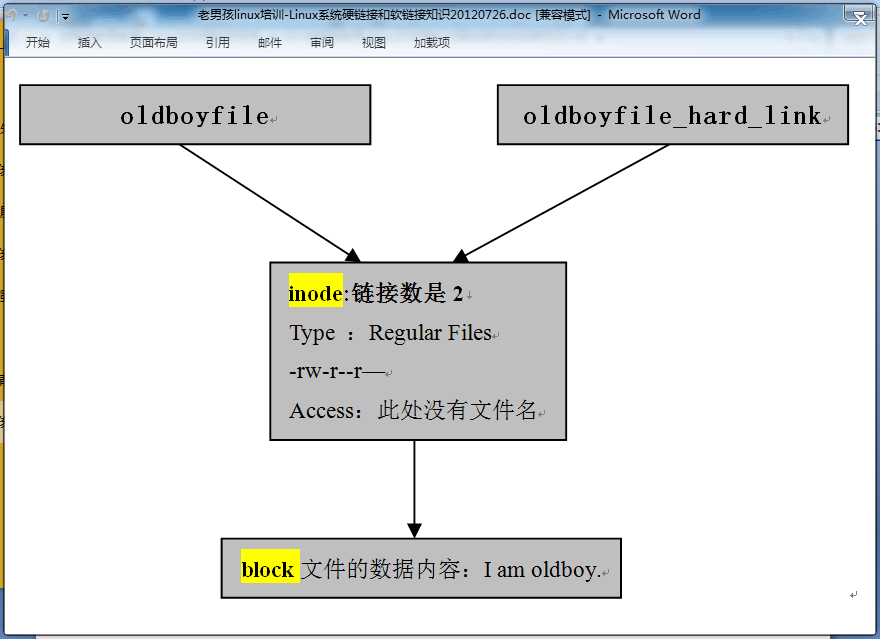 老男孩linux培训-Linux系统硬链接和软链接知识20120726.doc [兼容模式] - Microsoft Word
开始 插入 页面布局 引用 邮件 审阅 视图 加载项
oldboyfile
oldboyfile_hard_link
inode:链接数是 2
Type ：Regular Files
-rw-r--r—
Access：此处没有文件名
block 文件的数据内容：I am oldboy.